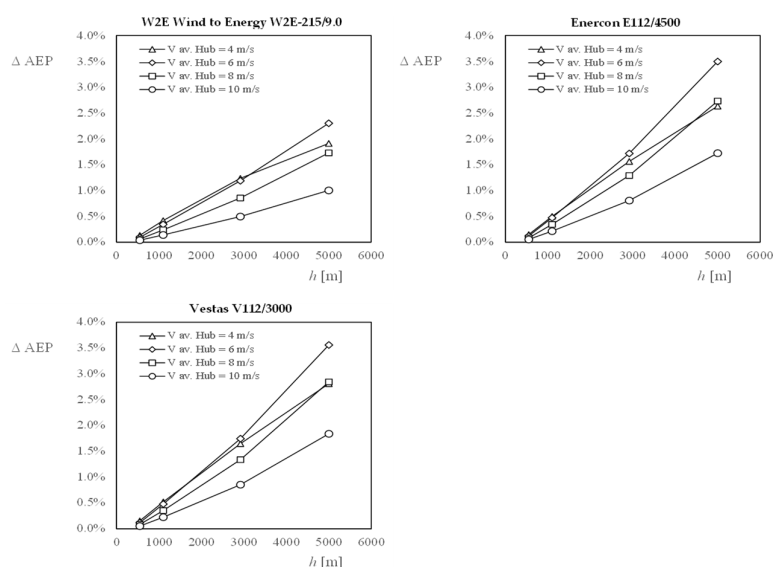 W2E Wind to Energy W2E-215/9.0
Δ AEP
4.0%
3.5%
3.0%
2.5%
2.0%
1.5%
1.0%
0.5%
0.0%
V av. Hub = 4 m/s
V av. Hub = 6 m/s
V av. Hub = 8 m/s
V av. Hub = 10 m/s
0 1000 2000 3000 4000 5000 6000
h [m]
Enercon E112/4500
Δ AEP
4.0%
3.5%
3.0%
2.5%
2.0%
1.5%
1.0%
0.5%
0.0%
V av. Hub = 4 m/s
V av. Hub = 6 m/s
V av. Hub = 8 m/s
V av. Hub = 10 m/s
0 1000 2000 3000 4000 5000 6000
h [m]
Vestas V112/3000
Δ AEP
4.0%
3.5%
3.0%
2.5%
2.0%
1.5%
1.0%
0.5%
0.0%
V av. Hub = 4 m/s
V av. Hub = 6 m/s
V av. Hub = 8 m/s
V av. Hub = 10 m/s
0 1000 2000 3000 4000 5000 6000
h [m]